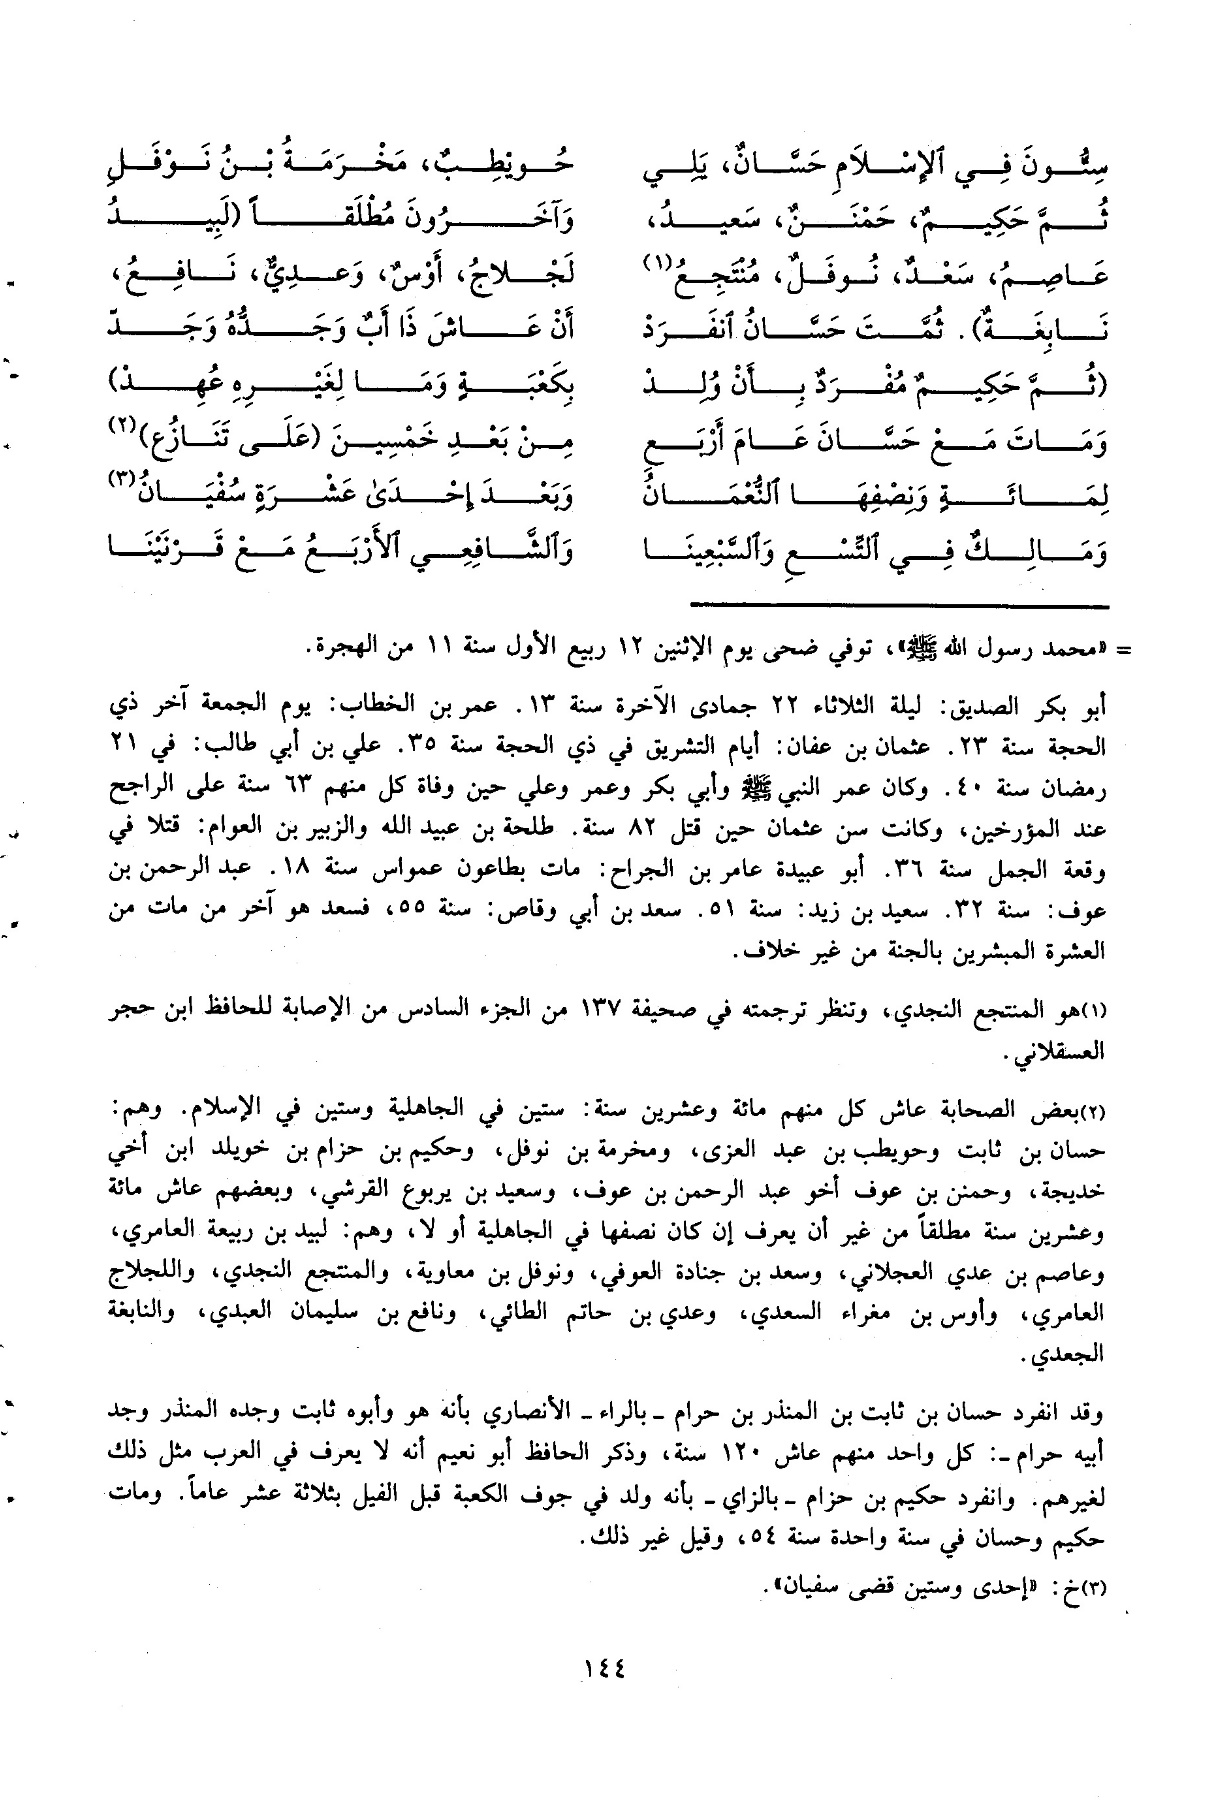 سِتُّونَ فِي ٱلإِسْلَامِ حَسَّانٌ، يَلِي حُوَيْطِبٌ، مَخْرَمَةُ بْنُ نَوْفَلِ
ثُمَّ حَكِيمٌ، حَمْنَنٌ، سَعِيدُ، وَآخَرُونَ مُطْلَقاً (لَبِيدُ
عَاصِمُ، سَعْدٌ، نُوفَلٌ، مُنْتَجِعُ(١) لَجْلَاجُ، أَوْسٌ، وَعَدِيٌّ، نَافِعُ،
نَابِغَةٌ). ثُمَّتَ حَسَّانُ ٱنفَرَدْ أَنْ عَاشَ ذَا أَبٌ وَجَدُّهُ وَجَدّ
(ثُمَّ حَكِيمٌ مُفْرَدٌ بِأَنْ وُلِدْ بِكَعْبَةٍ وَمَا لِغَيْرِهِ عُهِدْ)
وَمَاتَ مَعْ حَسَّانَ عَامَ أَرْبَعِ مِنْ بَعْدِ خَمْسِينَ (عَلَى تَنَازُعِ)(٢)
لِمَائَةٍ وَنِصْفِهَا ٱلنُّعْمَانُ وَبَعْدَ إِحْدَىٰ عَشْرَةٍ سُفْيَانُ(٣)
وَمَالِكٌ فِي ٱلتِّسْعِ وَٱلسَّبْعِينَا وَٱلشَّافِعِي ٱلأَرْبَعُ مَعْ قَرْنَيْنَا
= «محمد رسول الله ﷺ»، توفي ضحى يوم الإثنين ١٢ ربيع الأول سنة ١١ من الهجرة.
أبو بكر الصديق: ليلة الثلاثاء ٢٢ جمادى الآخرة سنة ١٣. عمر بن الخطاب: يوم الجمعة آخر ذي
الحجة سنة ٢٣. عثمان بن عفان: أيام التشريق في ذي الحجة سنة ٣٥. علي بن أبي طالب: في ٢١
رمضان سنة ٤٠. وكان عمر النبي ﷺ وأبي بكر وعمر وعلي حين وفاة كل منهم ٦٣ سنة على الراجح
عند المؤرخين، وكانت سن عثمان حين قتل ٨٢ سنة. طلحة بن عبيد الله والزبير بن العوام: قتلا في
وقعة الجمل سنة ٣٦. أبو عبيدة عامر بن الجراح: مات بطاعون عمواس سنة ١٨. عبد الرحمن بن
عوف: سنة ٣٢. سعيد بن زيد: سنة ٥١. سعد بن أبي وقاص: سنة ٥٥، فسعد هو آخر من مات من
العشرة المبشرين بالجنة من غير خلاف.
(١)هو المنتجع النجدي، وتنظر ترجمته في صحيفة ١٣٧ من الجزء السادس من الإصابة للحافظ ابن حجر
العسقلاني.
(٢)بعض الصحابة عاش كل منهم مائة وعشرين سنة: ستين في الجاهلية وستين في الإسلام. وهم:
حسان بن ثابت وحويطب بن عبد العزى، ومخرمة بن نوفل، وحكيم بن حزام بن خويلد ابن أخي
خديجة، وحمنن بن عوف أخو عبد الرحمن بن عوف، وسعيد بن يربوع القرشي، وبعضهم عاش مائة
وعشرين سنة مطلقاً من غير أن يعرف إن كان نصفها في الجاهلية أو لا، وهم: لبيد بن ربيعة العامري،
وعاصم بن عدي العجلاني، وسعد بن جنادة العوفي، ونوفل بن معاوية، والمنتجع النجدي، واللجلاج
العامري، وأوس بن مغراء السعدي، وعدي بن حاتم الطائي، ونافع بن سليمان العبدي، والنابغة
الجعدي.
وقد انفرد حسان بن ثابت بن المنذر بن حرام ـ بالراء ـ الأنصاري بأنه هو وأبوه ثابت وجده المنذر وجد
أبيه حرام ـ: كل واحد منهم عاش ١٢٠ سنة، وذكر الحافظ أبو نعيم أنه لا يعرف في العرب مثل ذلك
لغيرهم. وانفرد حكيم بن حزام ـ بالزاي ـ بأنه ولد في جوف الكعبة قبل الفيل بثلاثة عشر عاماً. ومات
حكيم وحسان في سنة واحدة سنة ٥٤، وقيل غير ذلك.
(٣)خ: «إحدى وستين قضى سفيان».
١٤٤